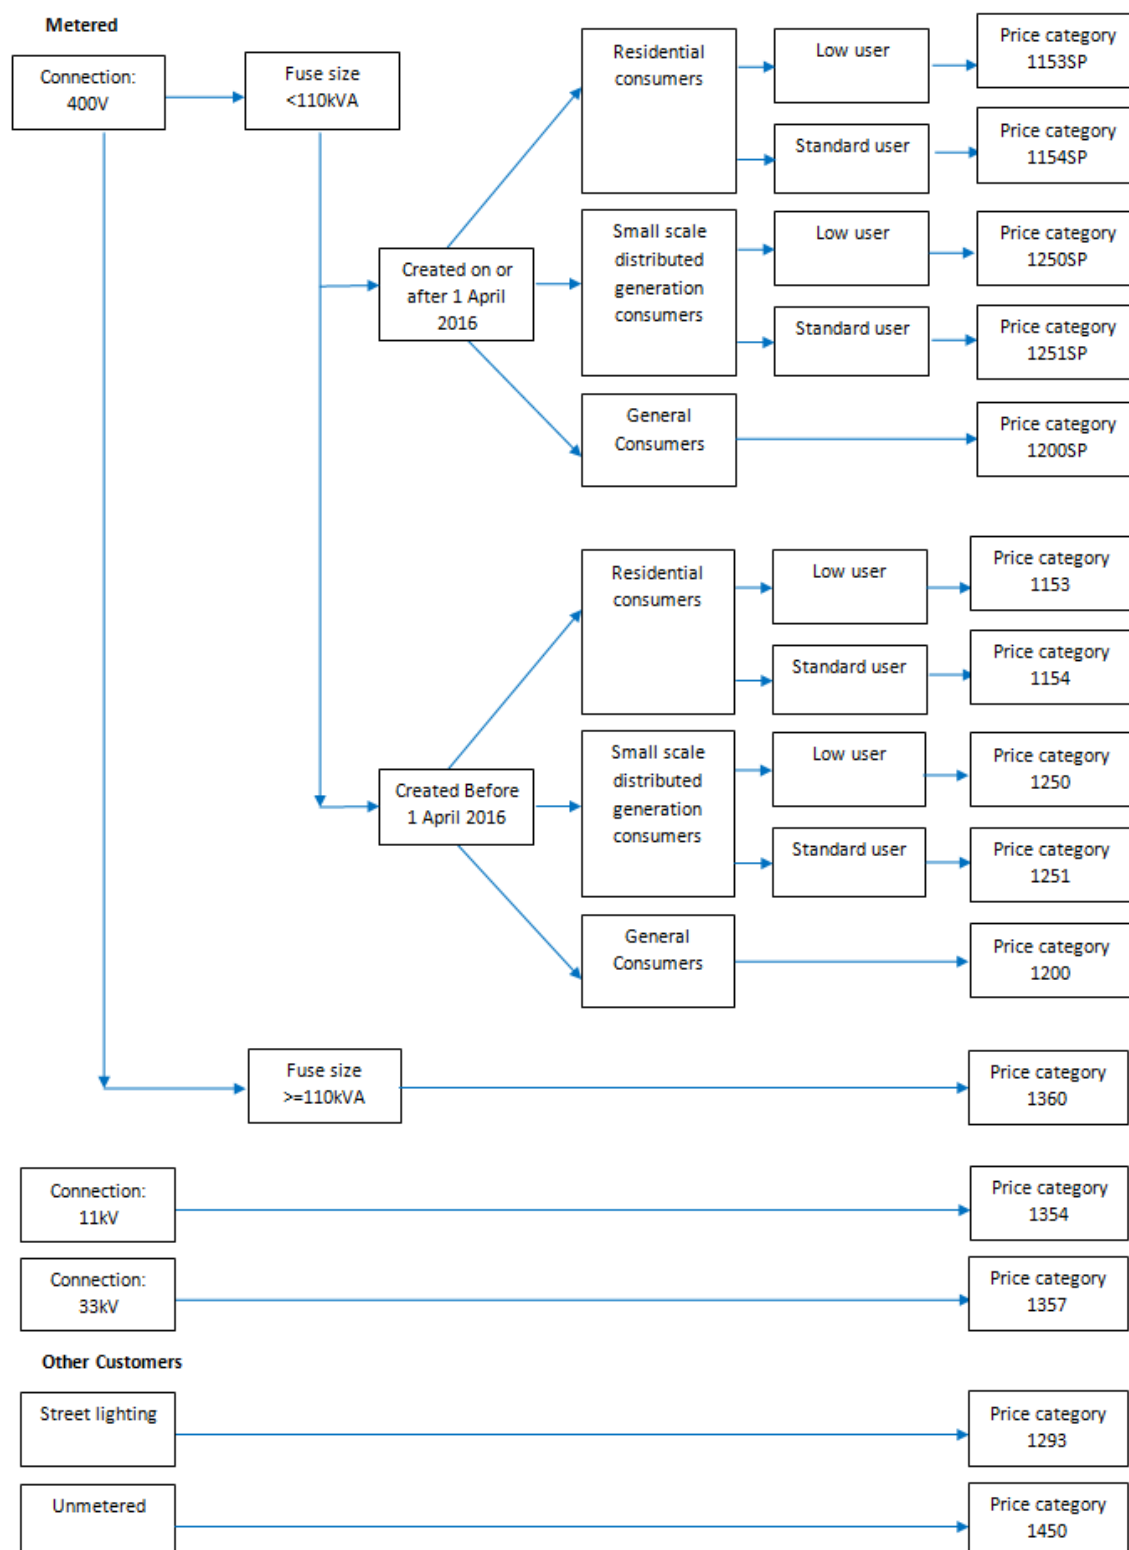 Metered
Connection:
400V
Fuse size
<110kVA
Created on or
after 1 April
2016
Residential
consumers
Low user
Price category
1153SP
Standard user
Price category
1154SP
Small scale
distributed
generation
consumers
Low user
Price category
1250SP
Standard user
Price category
1251SP
General
Consumers
Price category
1200SP
Created Before
1 April 2016
Residential
consumers
Low user
Price category
1153
Standard user
Price category
1154
Small scale
distributed
generation
consumers
Low user
Price category
1250
Standard user
Price category
1251
General
Consumers
Price category
1200
Fuse size
>=110kVA
Price category
1360
Connection:
11kV
Price category
1354
Connection:
33kV
Price category
1357
Other Customers
Street lighting
Price category
1293
Unmetered
Price category
1450